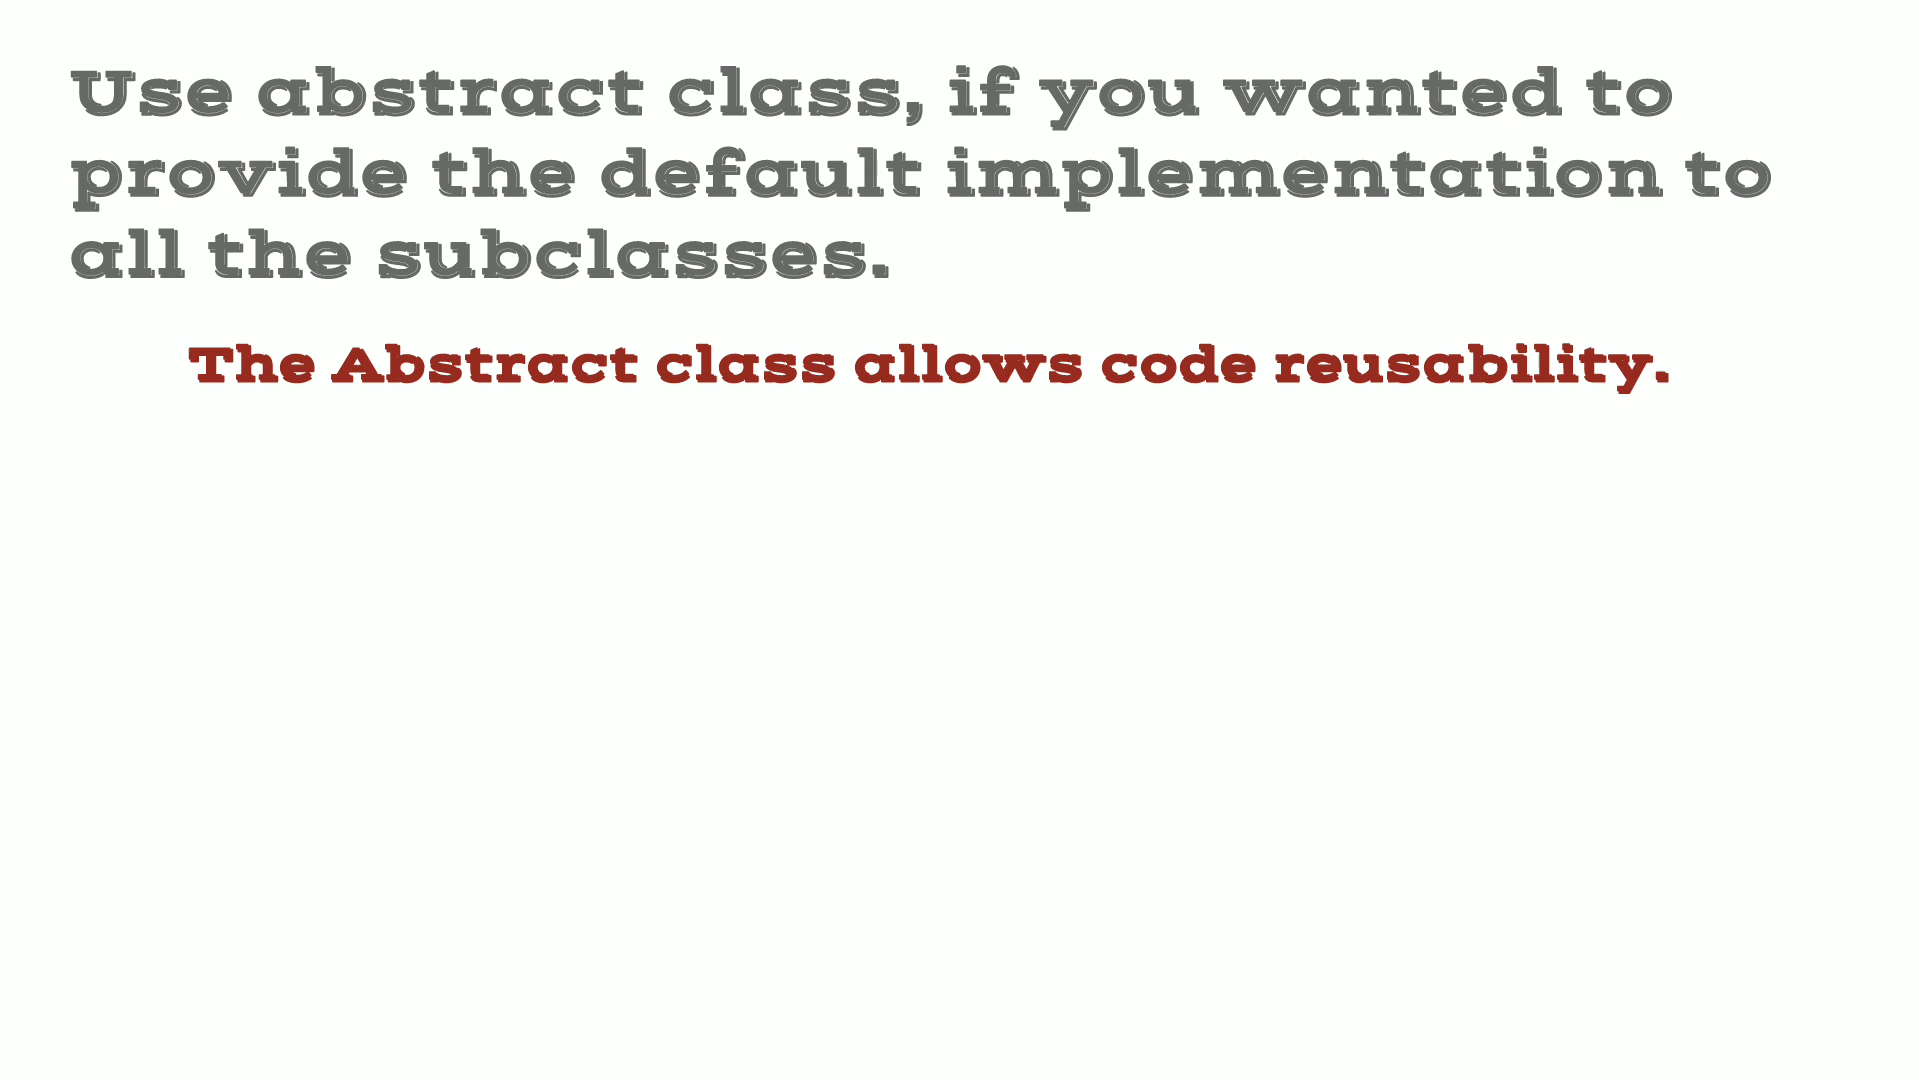 Use abstract class, if you wanted to
provide the default implementation to
all the subclasses.
The Abstract class allows code reusability.